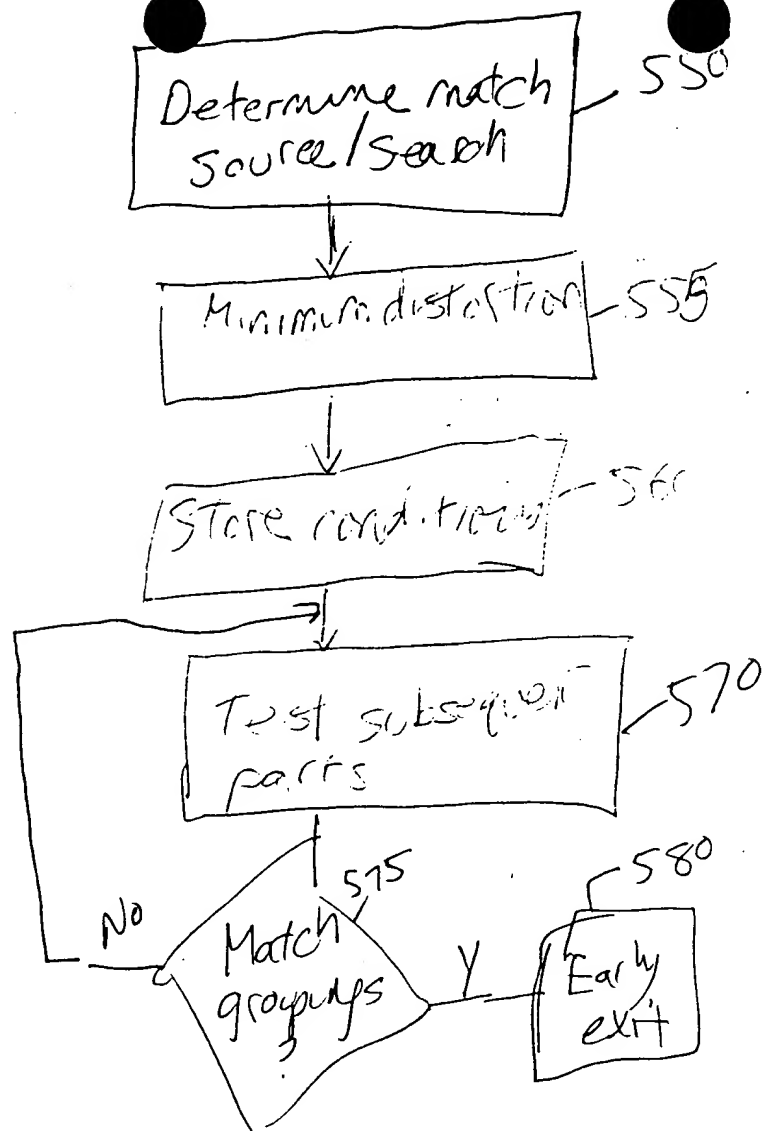 Determine match
source/search
550
Minimum distortion
555
Store conditions
560
Test subsequent
parts
570
575
Match
groupings
?
No
Y
580
Early
exit